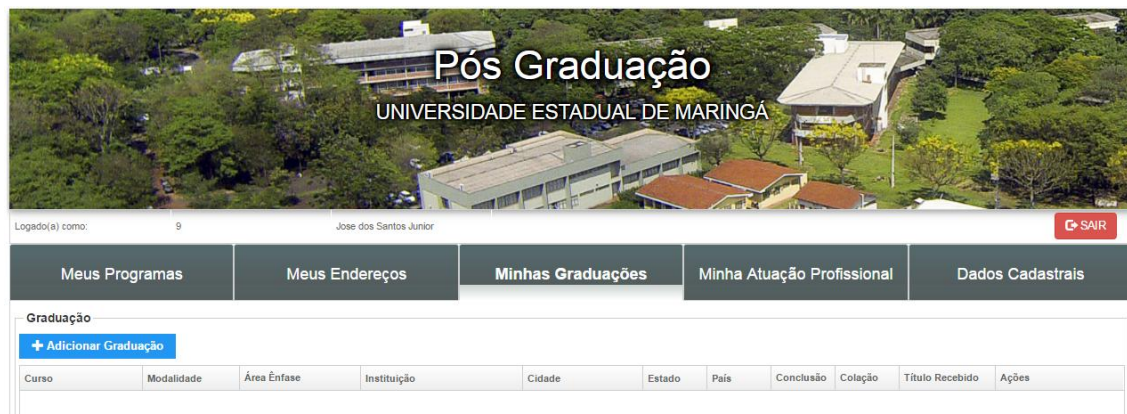 Pós Graduação
UNIVERSIDADE ESTADUAL DE MARINGÁ
Logado(a) como: 9 Jose dos Santos Junior SAIR
Meus Programas Meus Endereços Minhas Graduações Minha Atuação Profissional Dados Cadastrais
Graduação
Adicionar Graduação
Curso Modalidade Área Ênfase Instituição Cidade Estado País Conclusão Colação Título Recebido Ações